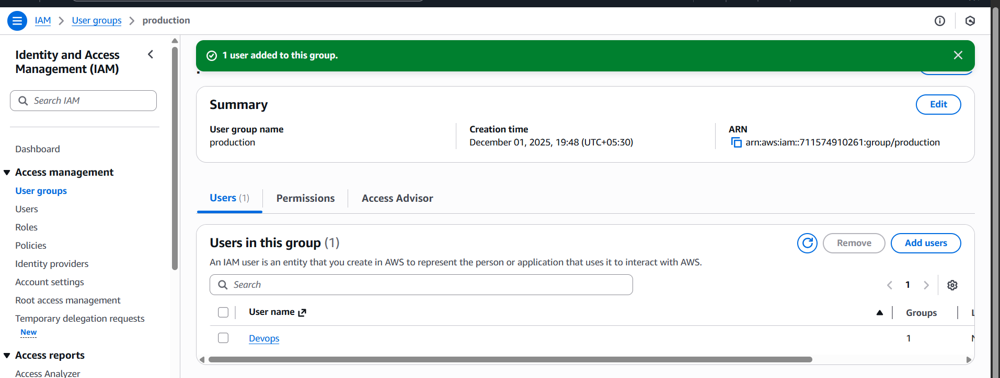 IAM > User groups > production
Identity and Access
Management (IAM)
Search IAM
Dashboard
Access management
User groups
Users
Roles
Policies
Identity providers
Account settings
Root access management
Temporary delegation requests
New
Access reports
Access Analyzer
1 user added to this group.
Summary
Edit
User group name
production
Creation time
December 01, 2025, 19:48 (UTC+05:30)
ARN
arn:aws:iam::711574910261:group/production
Users (1)
Permissions
Access Advisor
Users in this group (1)
Remove
Add users
An IAM user is an entity that you create in AWS to represent the person or application that uses it to interact with AWS.
Search
1
User name
Groups
Devops
1